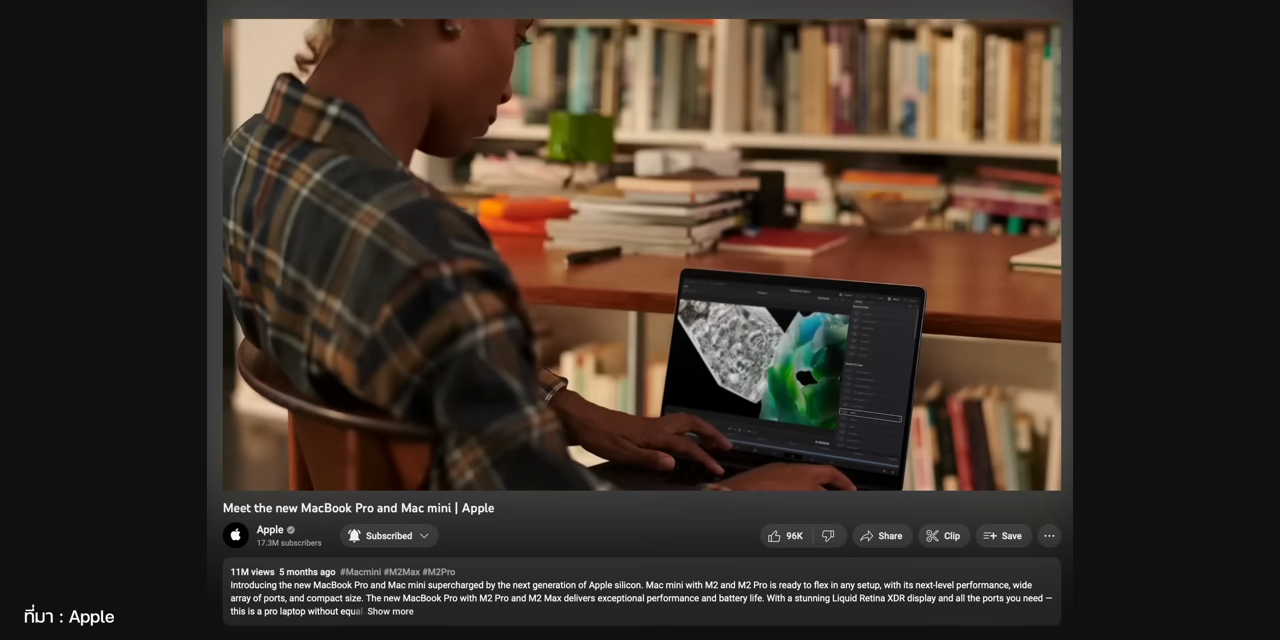 Meet the new MacBook Pro and Mac mini | Apple
Apple
17.3M subscribers
Subscribed
96K
Share
Clip
Save
11M views 5 months ago #Macmini #M2Max #M2Pro
Introducing the new MacBook Pro and Mac mini supercharged by the next generation of Apple silicon. Mac mini with M2 and M2 Pro is ready to flex in any setup, with its next-level performance, wide
array of ports, and compact size. The new MacBook Pro with M2 Pro and M2 Max delivers exceptional performance and battery life. With a stunning Liquid Retina XDR display and all the ports you need —
this is a pro laptop without equal Show more
ที่มา : Apple